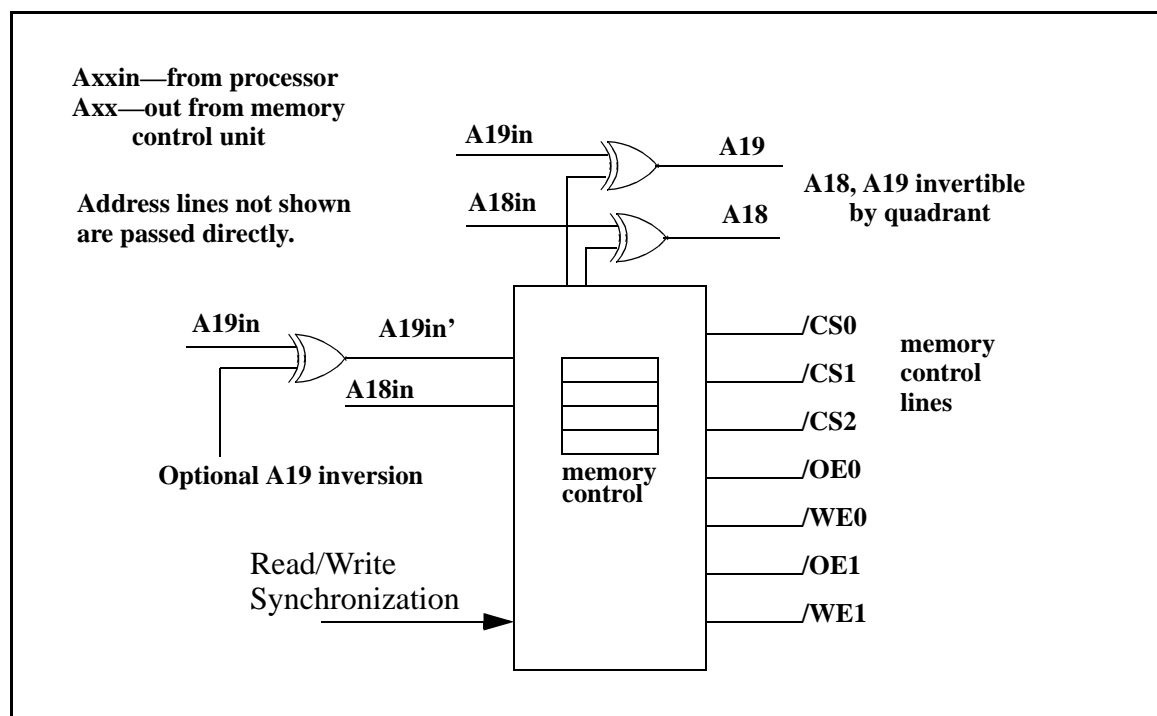 Axxin—from processor
Axx—out from memory
control unit
A19in
A19
Address lines not shown
are passed directly.
A18in
A18
A18, A19 invertible
by quadrant
A19in
A19in’
A18in
Optional A19 inversion
memory
control
Read/Write
Synchronization
/CS0
/CS1
/CS2
/OE0
/WE0
/OE1
/WE1
memory
control
lines